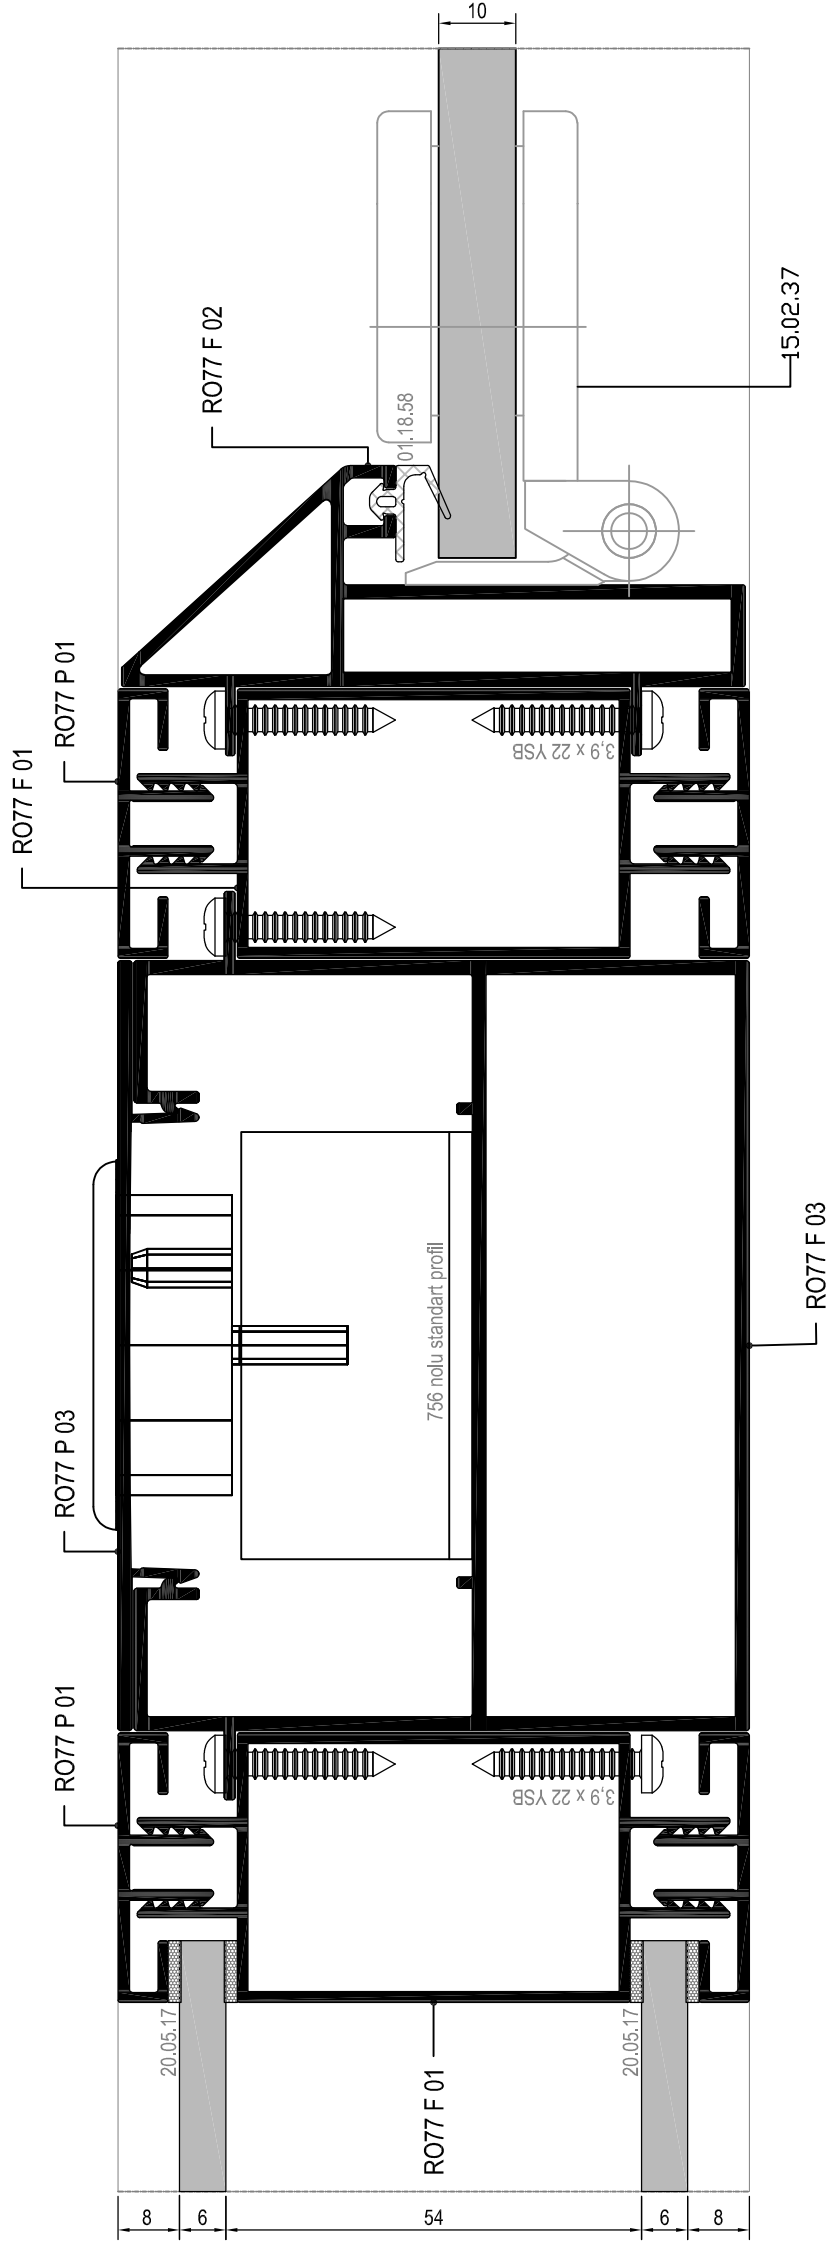 10
15.02.37
RO77 F 02
01.18.58
RO77 P 01
RO77 F 01
3,9 x 22 YSB
RO77 F 03
756 nolu standart profil
RO77 P 03
RO77 P 01
3,9 x 22 YSB
20.05.17
20.05.17
RO77 F 01
8
6
54
6
8